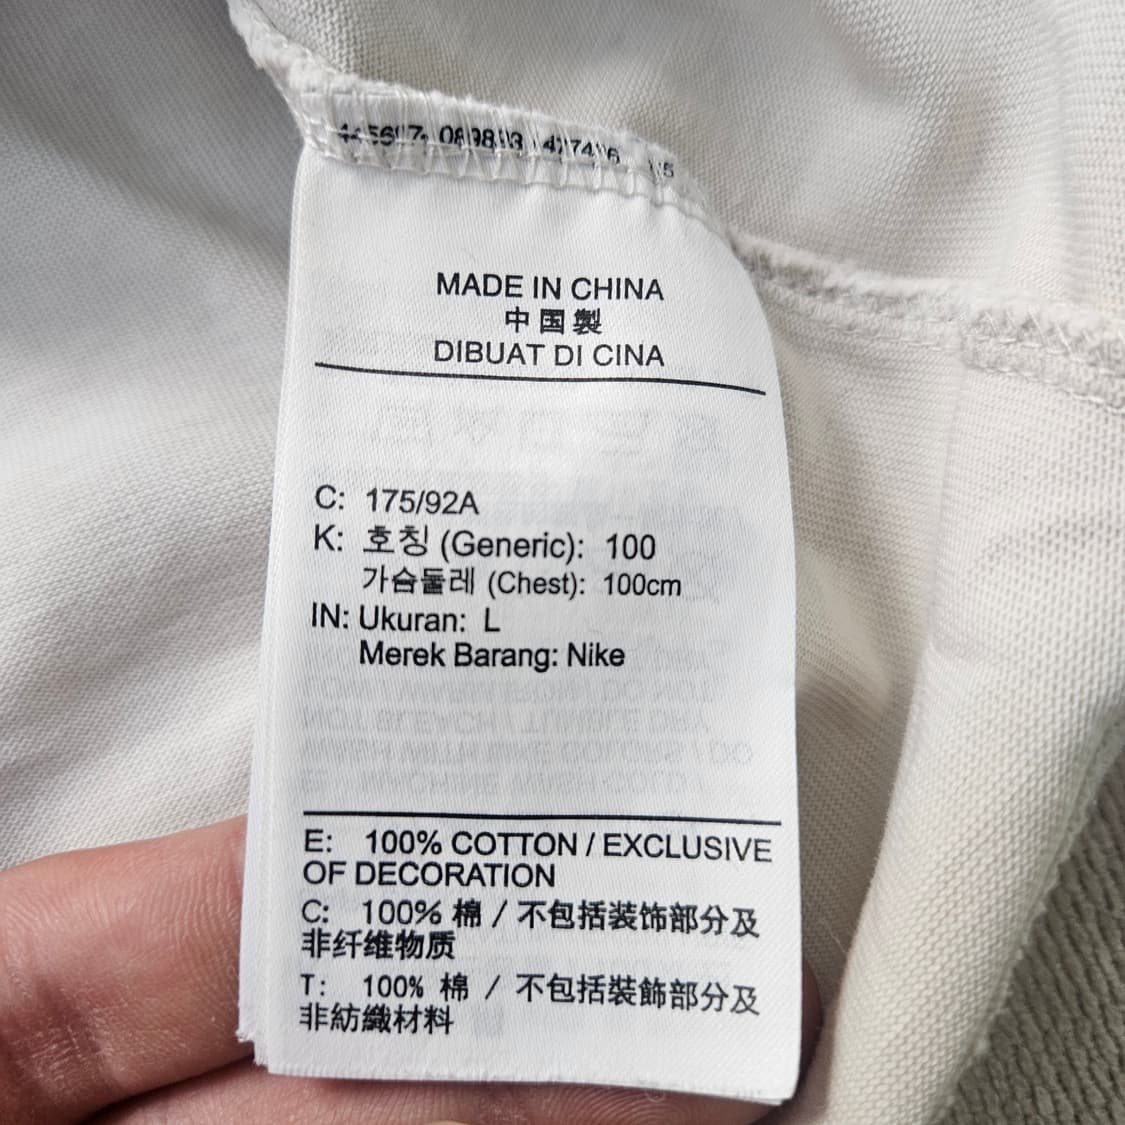 MADE IN CHINA
中国製
DIBUAT DI CINA
C: 175/92A
K: 호칭 (Generic): 100
가슴둘레 (Chest): 100cm
IN: Ukuran: L
Merek Barang: Nike
E: 100% COTTON / EXCLUSIVE
OF DECORATION
C: 100% 棉 / 不包括装饰部分及
非纤维物质
T: 100% 棉 / 不包括裝飾部分及
非紡織材料